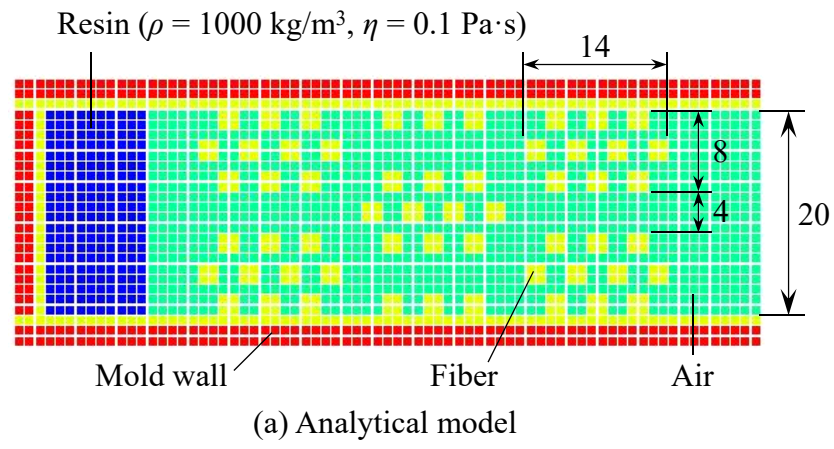 Resin (ρ = 1000 kg/m³, η = 0.1 Pa·s)
14
8
4
20
Mold wall
Fiber
Air
(a) Analytical model